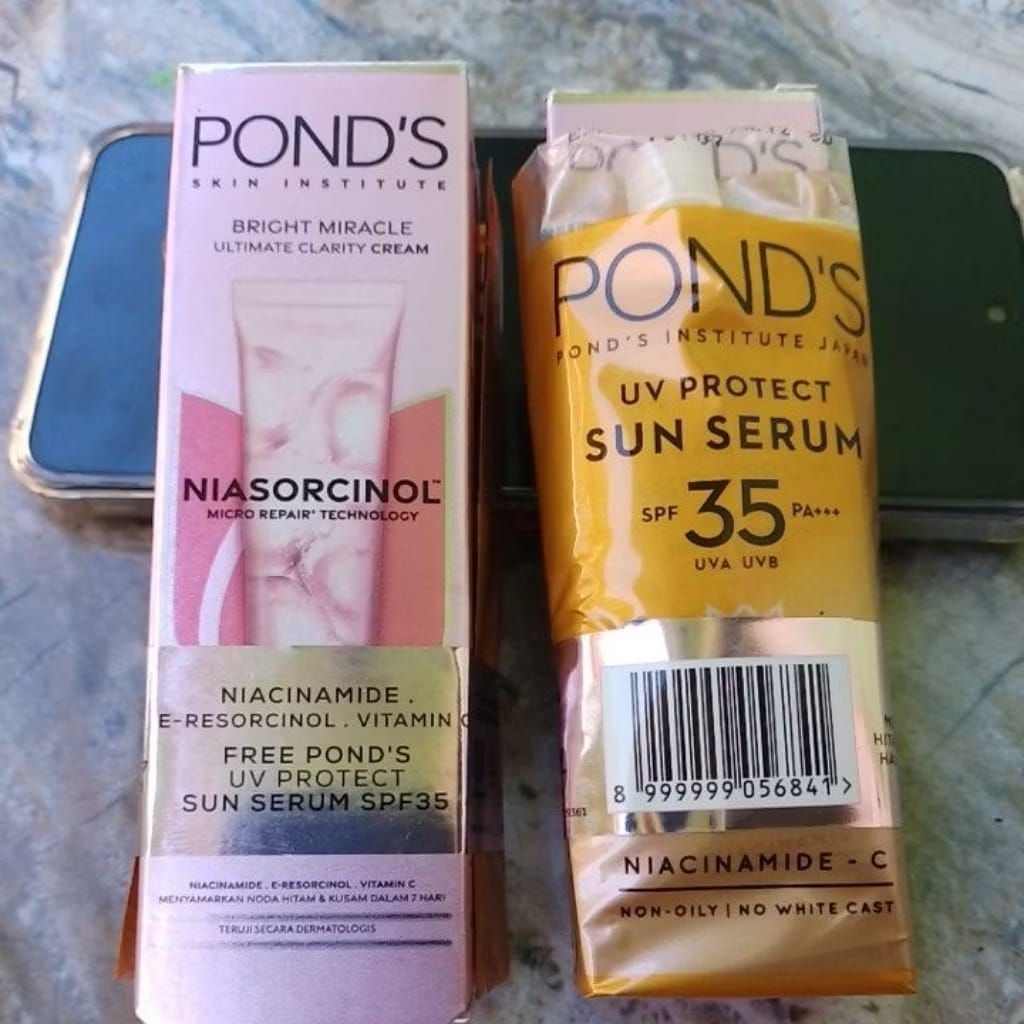 POND'S
SKIN INSTITUTE
BRIGHT MIRACLE
ULTIMATE CLARITY CREAM
NIASORCINOL™
MICRO REPAIR⁺ TECHNOLOGY
NIACINAMIDE .
E-RESORCINOL . VITAMIN C
FREE POND'S
UV PROTECT
SUN SERUM SPF35
NIACINAMIDE . E-RESORCINOL . VITAMIN C
MENYAMARKAN NODA HITAM & KUSAM DALAM 7 HARI
TERUJI SECARA DERMATOLOGIS
POND'S
POND'S
POND'S INSTITUTE JAPAN
UV PROTECT
SUN SERUM
SPF 35 PA+++
UVA UVB
8 999999 056841 >
NIACINAMIDE - C
NON-OILY | NO WHITE CAST